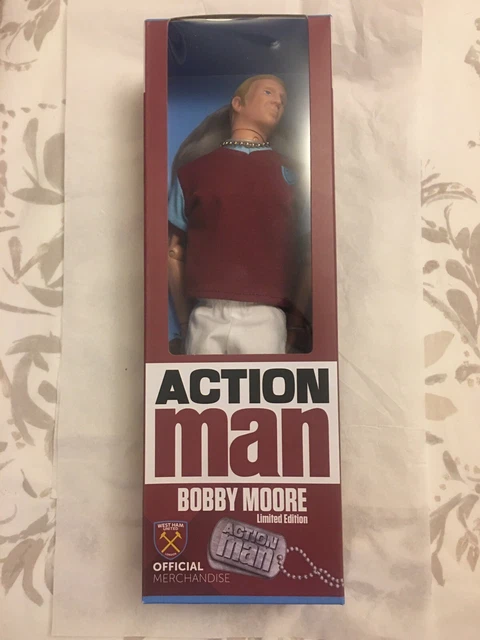 ACTION
man
BOBBY MOORE
Limited Edition
WEST HAM
UNITED
OFFICIAL
MERCHANDISE
ACTION
man